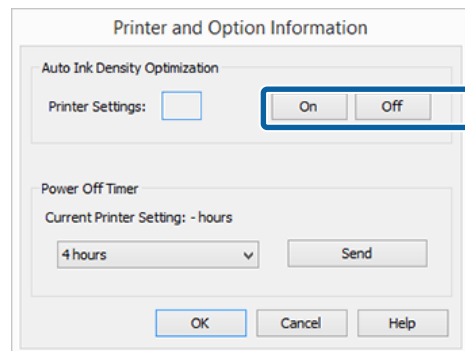 Printer and Option Information
Auto Ink Density Optimization
Printer Settings: On Off
Power Off Timer
Current Printer Setting: - hours
4 hours Send
OK Cancel Help